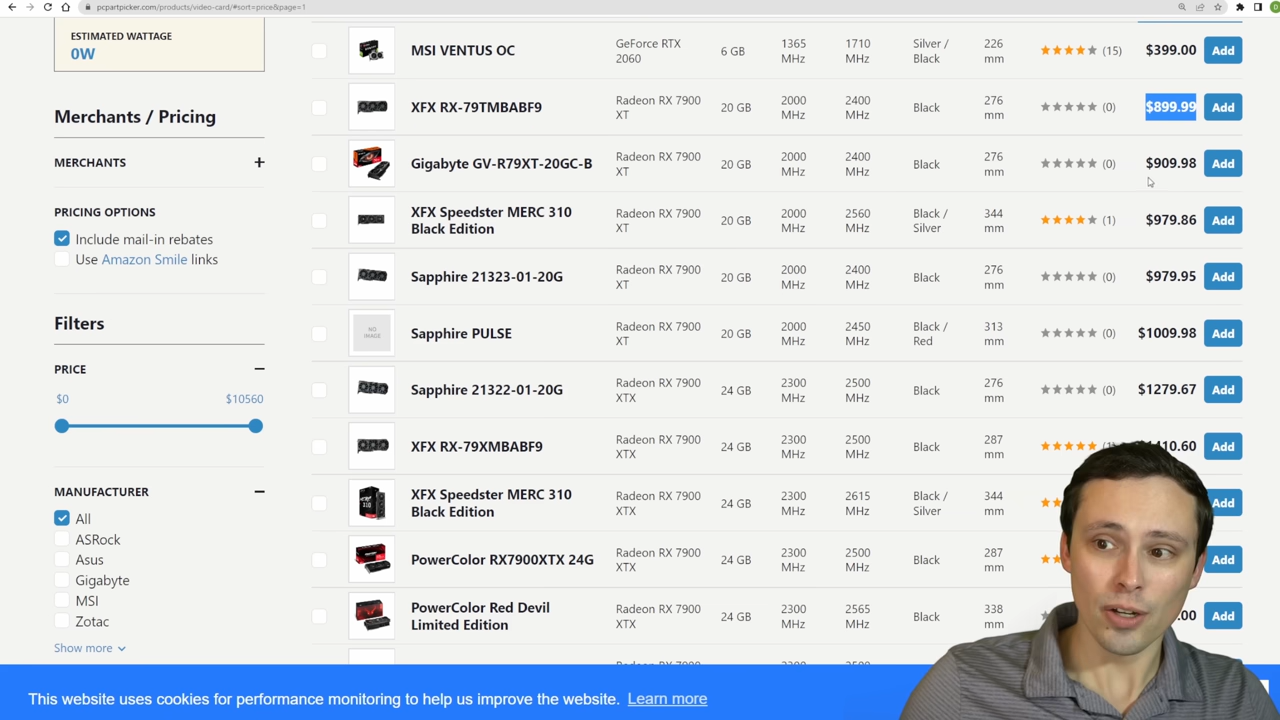 pcpartpicker.com/products/video-card/#sort=price&page=1
ESTIMATED WATTAGE
0W
Merchants / Pricing
MERCHANTS
PRICING OPTIONS
Include mail-in rebates
Use Amazon Smile links
Filters
PRICE
$0 $10560
MANUFACTURER
All
ASRock
Asus
Gigabyte
MSI
Zotac
Show more
MSI VENTUS OC GeForce RTX 2060 6 GB 1365 MHz 1710 MHz Silver / Black 226 mm (15) $399.00 Add
XFX RX-79TMBABF9 Radeon RX 7900 XT 20 GB 2000 MHz 2400 MHz Black 276 mm (0) $899.99 Add
Gigabyte GV-R79XT-20GC-B Radeon RX 7900 XT 20 GB 2000 MHz 2400 MHz Black 276 mm (0) $909.98 Add
XFX Speedster MERC 310 Black Edition Radeon RX 7900 XT 20 GB 2000 MHz 2560 MHz Black / Silver 344 mm (1) $979.86 Add
Sapphire 21323-01-20G Radeon RX 7900 XT 20 GB 2000 MHz 2400 MHz Black 276 mm (0) $979.95 Add
NO IMAGE
Sapphire PULSE Radeon RX 7900 XT 20 GB 2000 MHz 2450 MHz Black / Red 313 mm (0) $1009.98 Add
Sapphire 21322-01-20G Radeon RX 7900 XTX 24 GB 2300 MHz 2500 MHz Black 276 mm (0) $1279.67 Add
XFX RX-79XMBABF9 Radeon RX 7900 XTX 24 GB 2300 MHz 2500 MHz Black 287 mm Add
XFX Speedster MERC 310 Black Edition Radeon RX 7900 XTX 24 GB 2300 MHz 2615 MHz Black / Silver 344 mm Add
PowerColor RX7900XTX 24G Radeon RX 7900 XTX 24 GB 2300 MHz 2500 MHz Black 287 mm Add
PowerColor Red Devil Limited Edition Radeon RX 7900 XTX 24 GB 2300 MHz 2565 MHz Black 338 mm .00 Add
This website uses cookies for performance monitoring to help us improve the website. Learn more